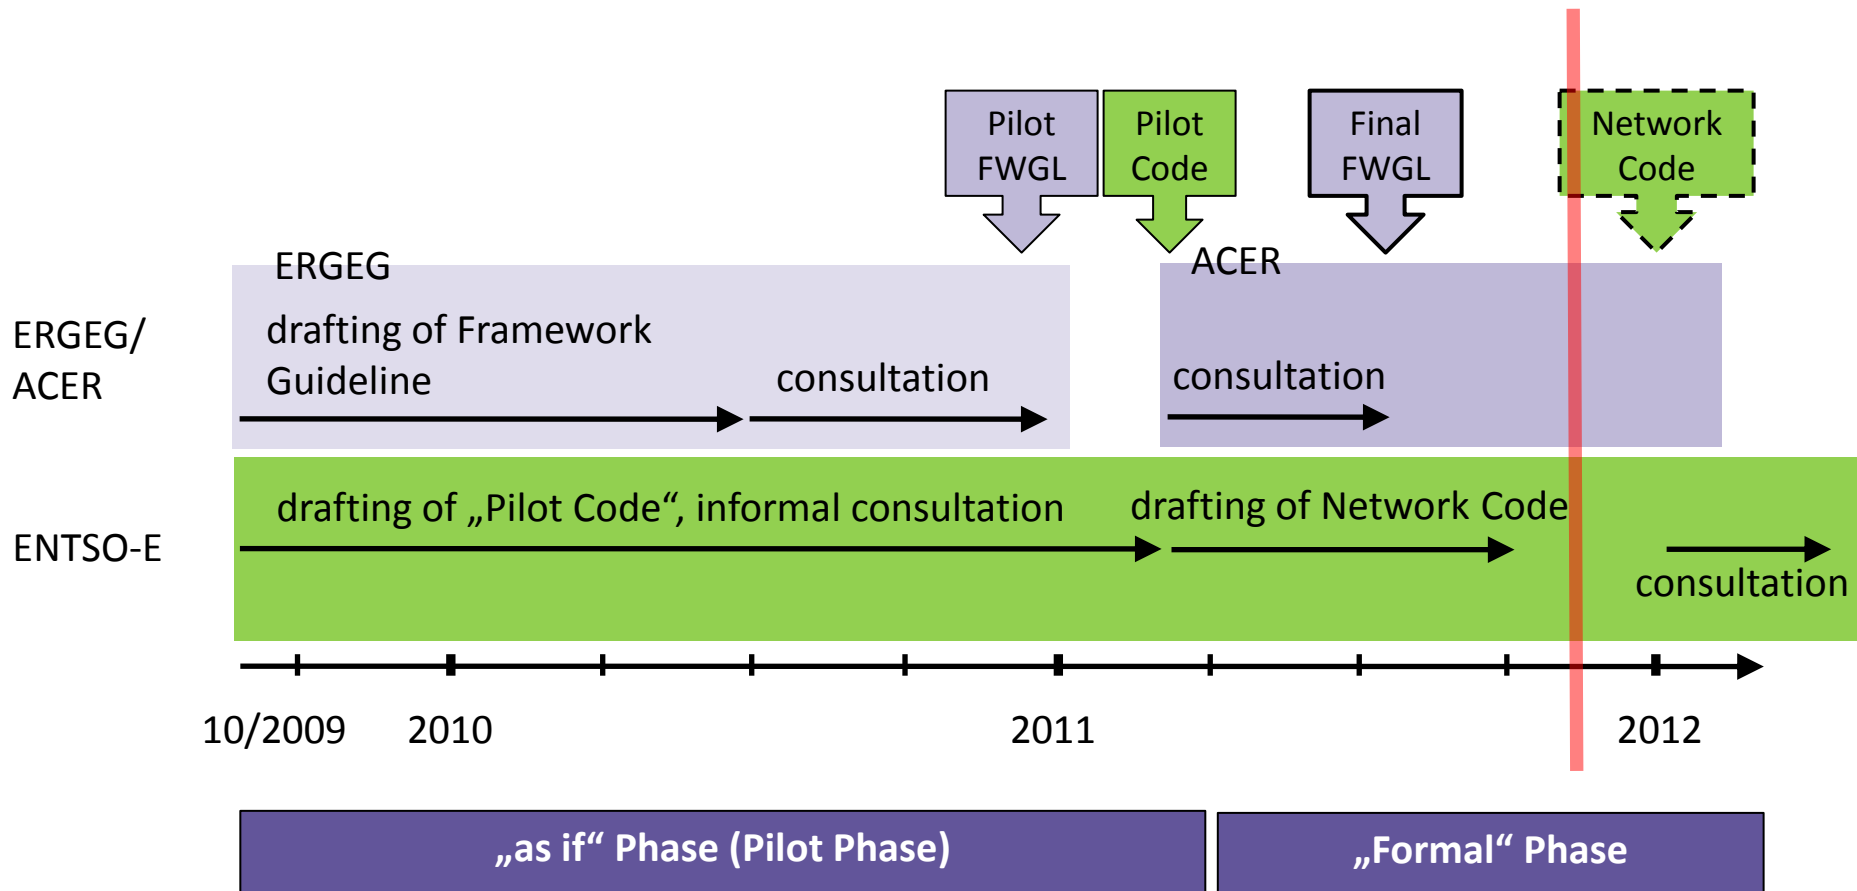 Pilot
FWGL
Pilot
Code
Final
FWGL
Network
Code
ERGEG
ACER
ERGEG/
ACER
drafting of Framework
Guideline
consultation
consultation
ENTSO-E
drafting of „Pilot Code“, informal consultation
drafting of Network Code
consultation
10/2009
2010
2011
2012
„as if“ Phase (Pilot Phase)
„Formal“ Phase